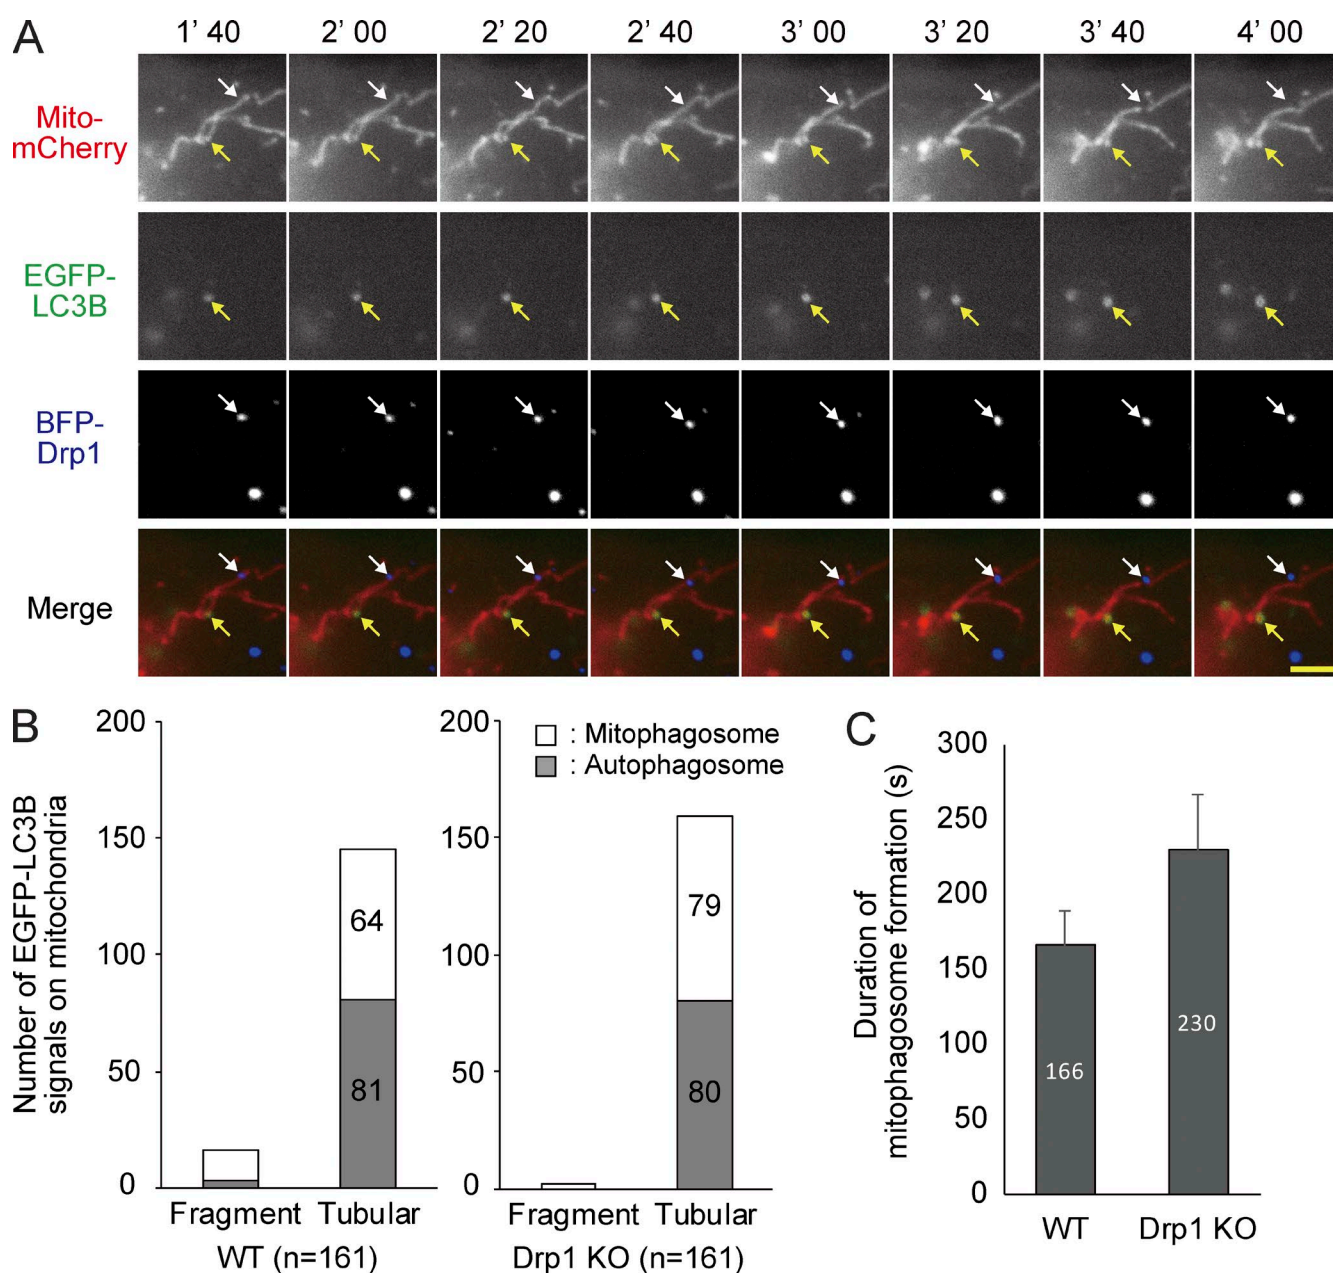 A
1’ 40 2’ 00 2’ 20 2’ 40 3’ 00 3’ 20 3’ 40 4’ 00
Mito-
mCherry
EGFP-
LC3B
BFP-
Drp1
Merge
B
Number of EGFP-LC3B
signals on mitochondria
200
150
100
50
0
64
81
Fragment Tubular
WT (n=161)
200
150
100
50
0
: Mitophagosome
: Autophagosome
79
80
Fragment Tubular
Drp1 KO (n=161)
C
Duration of
mitophagosome formation (s)
300
250
200
150
100
50
0
166
230
WT Drp1 KO